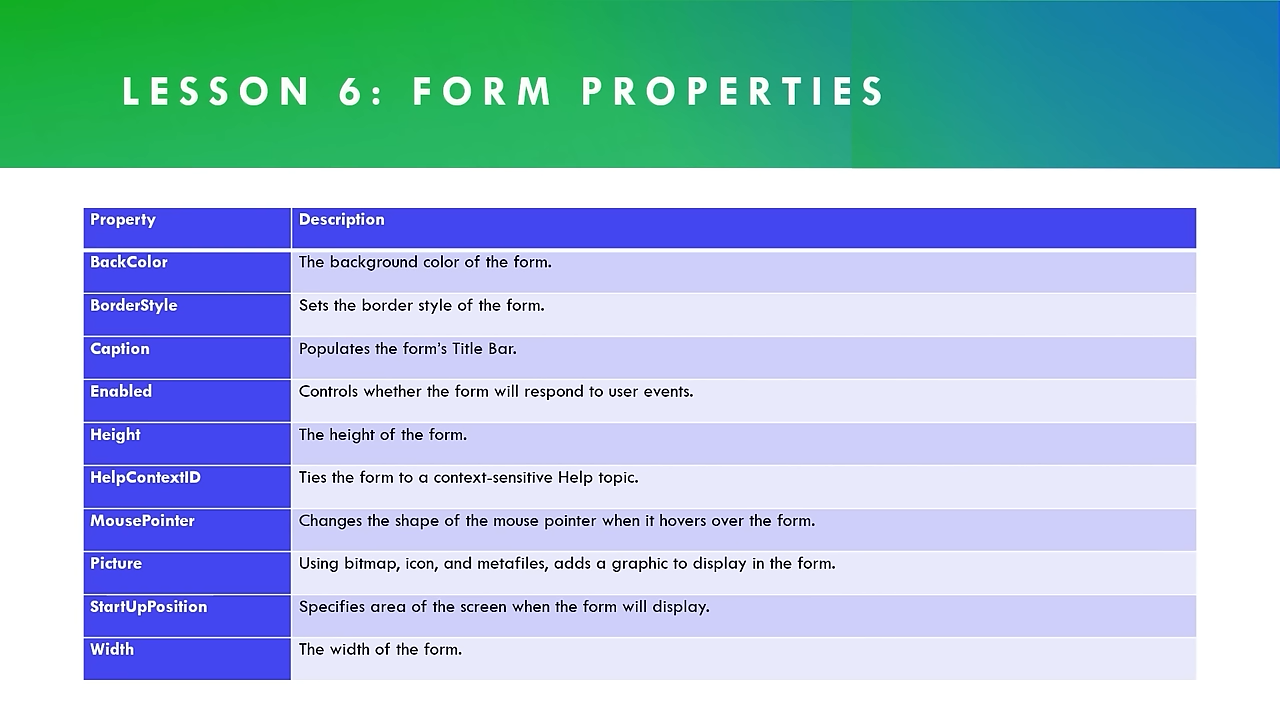 LESSON 6: FORM PROPERTIES
Property Description
BackColor The background color of the form.
BorderStyle Sets the border style of the form.
Caption Populates the form’s Title Bar.
Enabled Controls whether the form will respond to user events.
Height The height of the form.
HelpContextID Ties the form to a context-sensitive Help topic.
MousePointer Changes the shape of the mouse pointer when it hovers over the form.
Picture Using bitmap, icon, and metafiles, adds a graphic to display in the form.
StartUpPosition Specifies area of the screen when the form will display.
Width The width of the form.